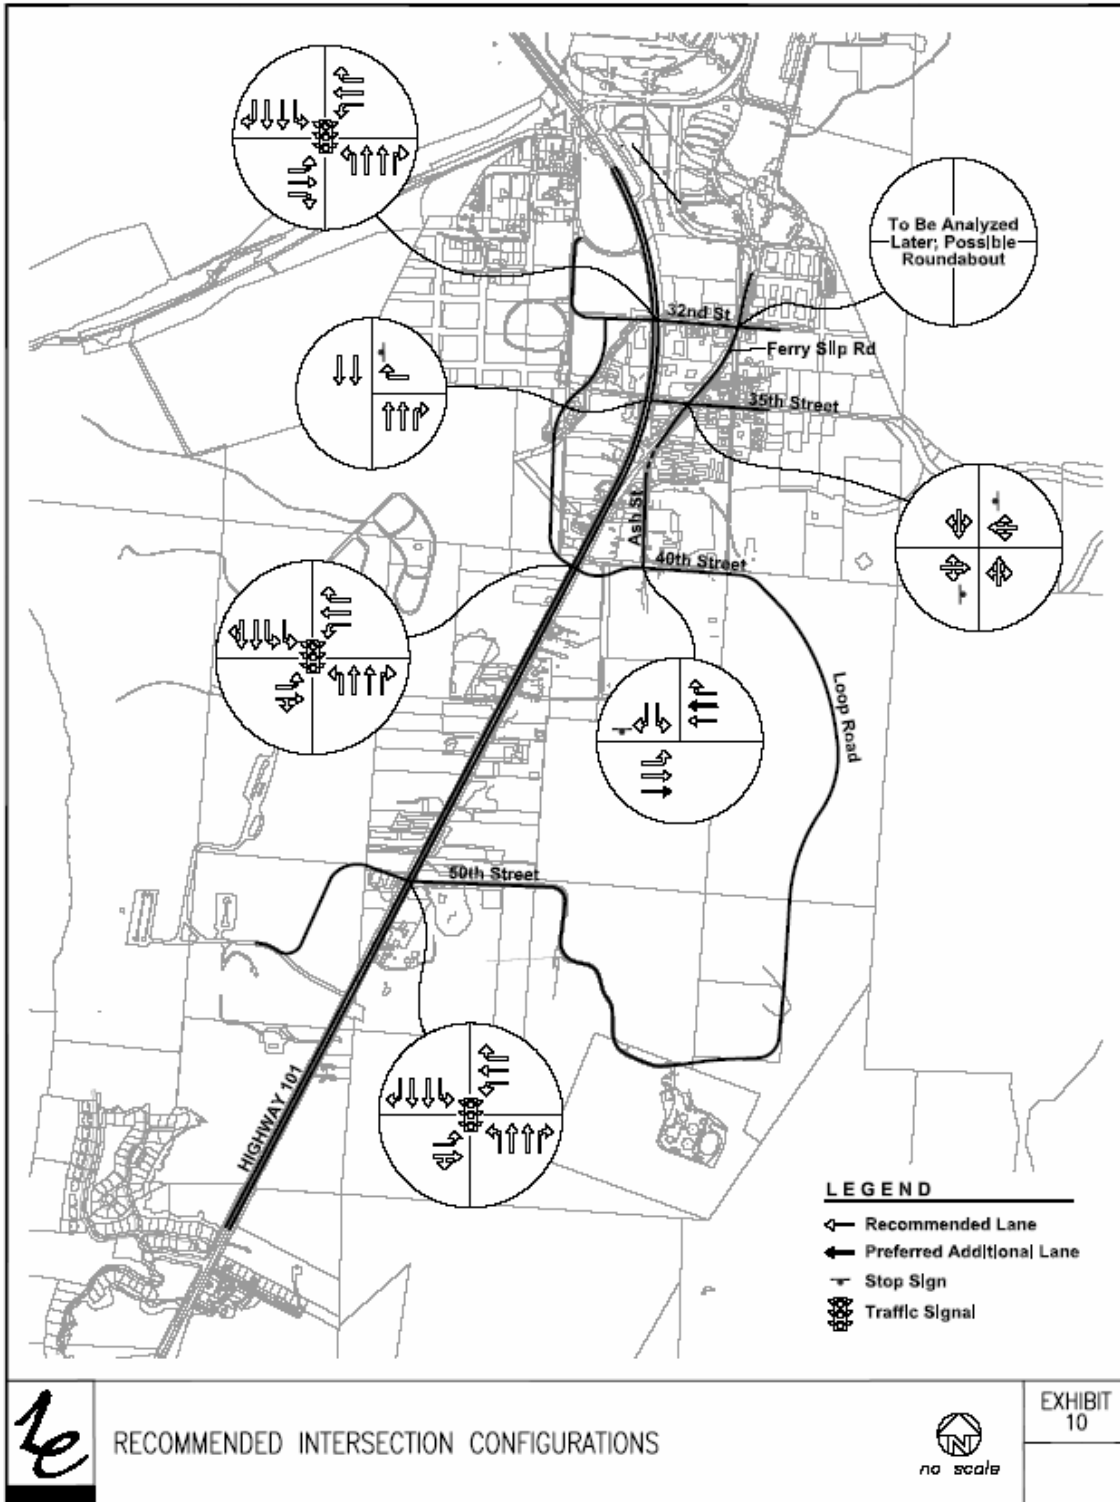 To Be Analyzed
Later; Possible
Roundabout
32nd St
Ferry Slip Rd
35th Street
Ash St
40th Street
Loop Road
50th Street
HIGHWAY 101
LEGEND
Recommended Lane
Preferred Additional Lane
Stop Sign
Traffic Signal
RECOMMENDED INTERSECTION CONFIGURATIONS
N
no scale
EXHIBIT
10